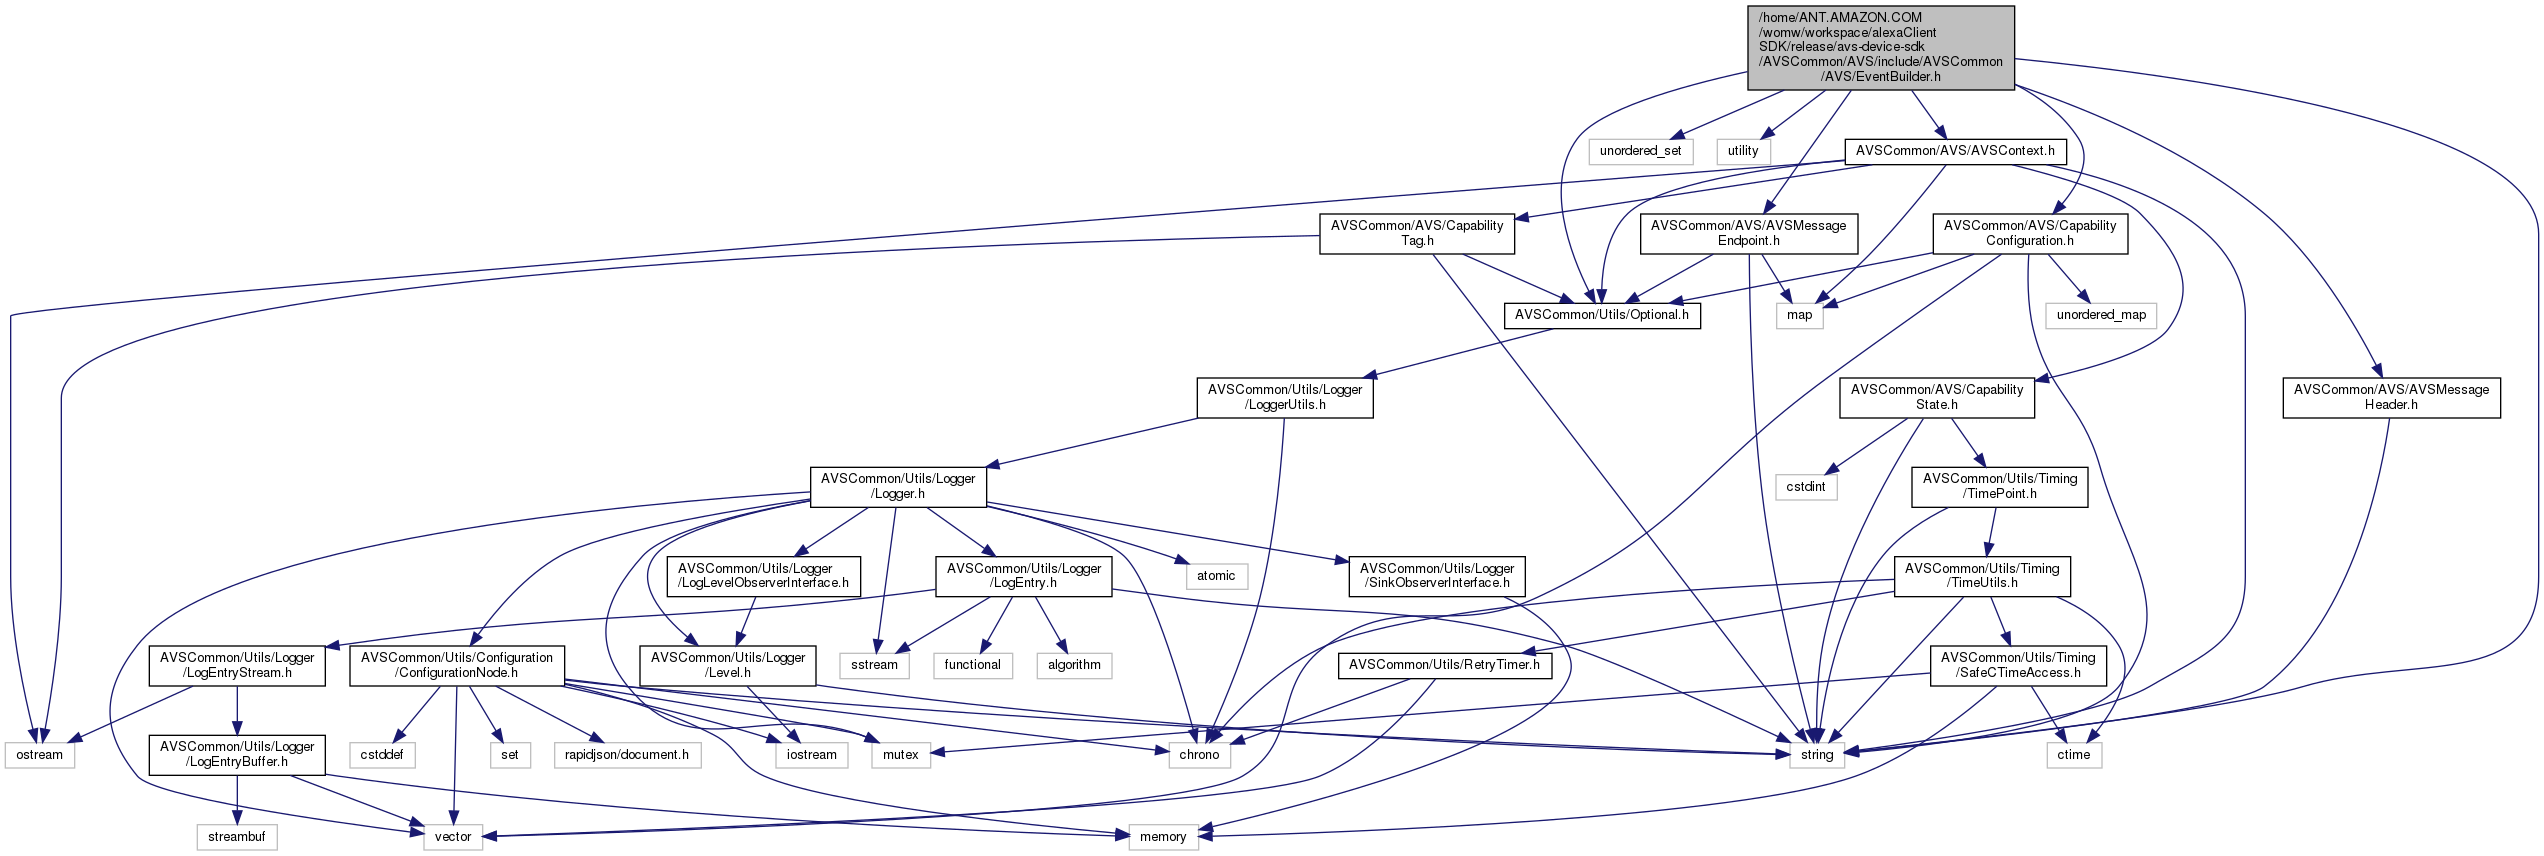 /home/ANT.AMAZON.COM
/womw/workspace/alexaClient
SDK/release/avs-device-sdk
/AVSCommon/AVS/include/AVSCommon
/AVS/EventBuilder.h
unordered_set
utility
AVSCommon/AVS/AVSContext.h
AVSCommon/AVS/Capability
Tag.h
AVSCommon/AVS/AVSMessage
Endpoint.h
AVSCommon/AVS/Capability
Configuration.h
AVSCommon/Utils/Optional.h
map
unordered_map
AVSCommon/Utils/Logger
/LoggerUtils.h
AVSCommon/AVS/Capability
State.h
AVSCommon/AVS/AVSMessage
Header.h
AVSCommon/Utils/Logger
/Logger.h
cstdint
AVSCommon/Utils/Timing
/TimePoint.h
AVSCommon/Utils/Logger
/LogLevelObserverInterface.h
AVSCommon/Utils/Logger
/LogEntry.h
atomic
AVSCommon/Utils/Logger
/SinkObserverInterface.h
AVSCommon/Utils/Timing
/TimeUtils.h
AVSCommon/Utils/Logger
/LogEntryStream.h
AVSCommon/Utils/Configuration
/ConfigurationNode.h
AVSCommon/Utils/Logger
/Level.h
sstream
functional
algorithm
AVSCommon/Utils/RetryTimer.h
AVSCommon/Utils/Timing
/SafeCTimeAccess.h
ostream
AVSCommon/Utils/Logger
/LogEntryBuffer.h
cstddef
set
rapidjson/document.h
iostream
mutex
chrono
string
ctime
streambuf
vector
memory